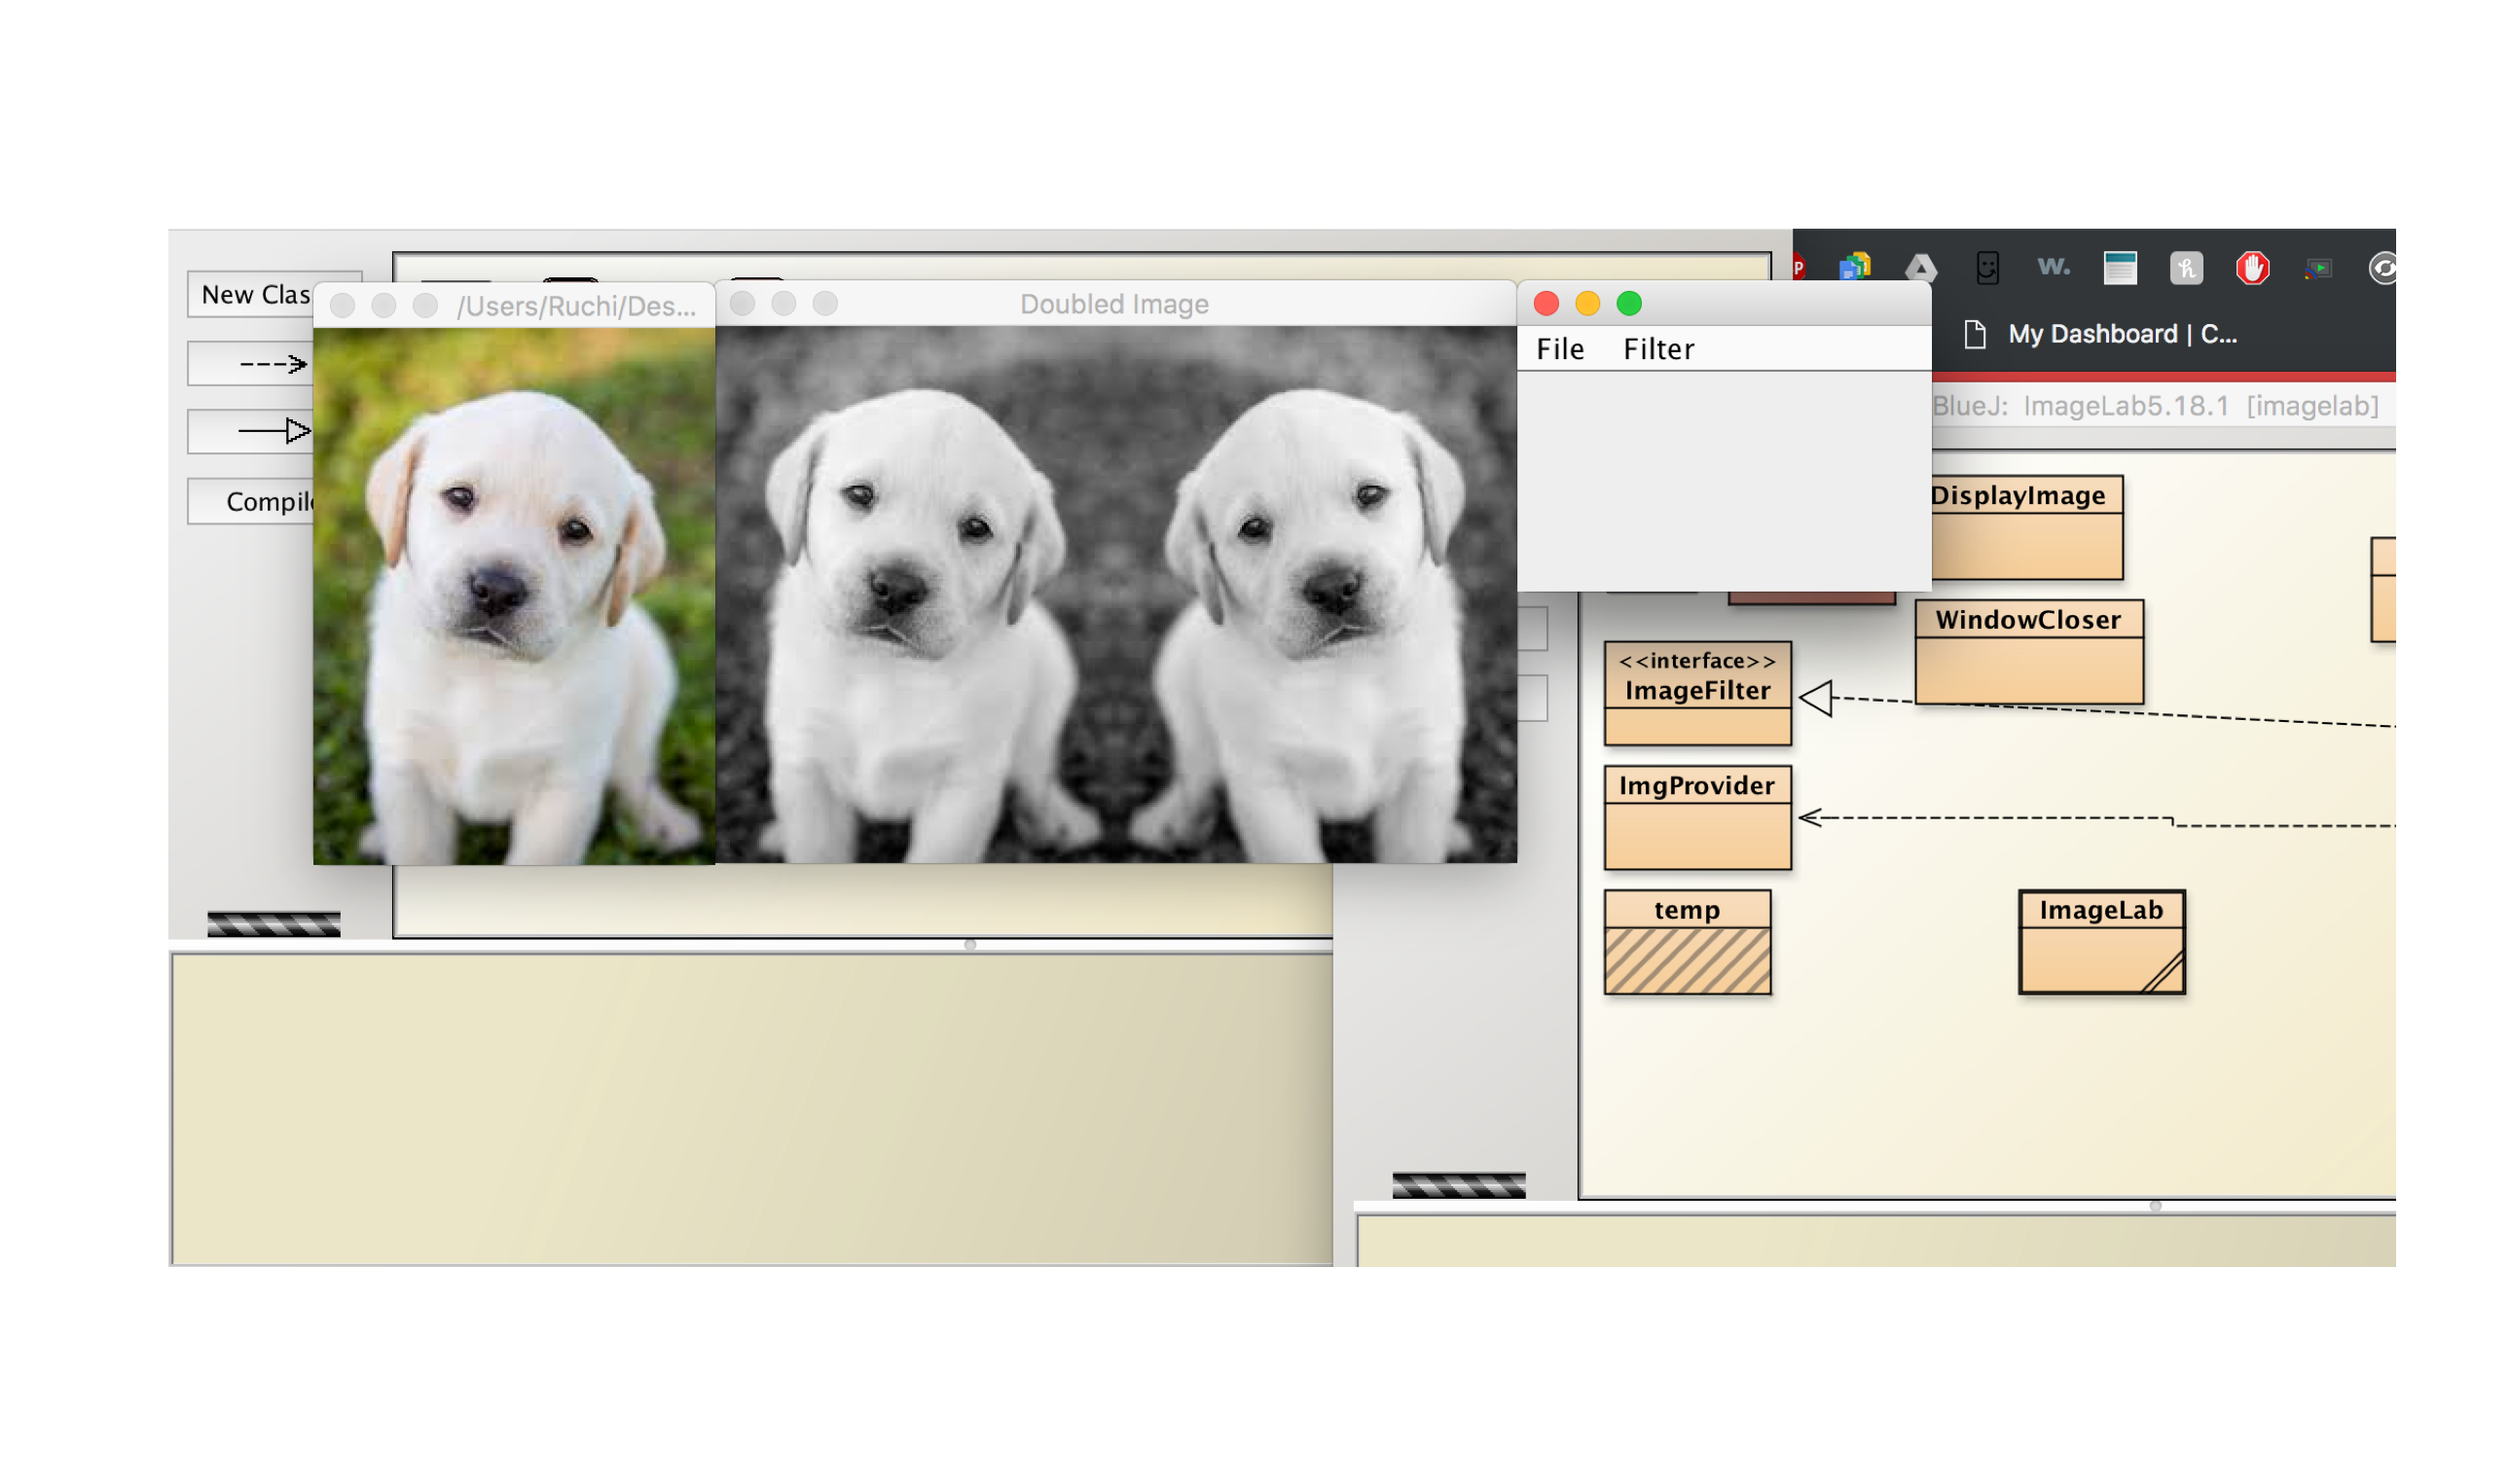 New Clas
/Users/Ruchi/Des...
Doubled Image
File Filter
My Dashboard | C...
BlueJ: ImageLab5.18.1 [imagelab]
Compil
DisplayImage
WindowCloser
<<interface>>
ImageFilter
ImgProvider
temp
ImageLab
w.
h
P